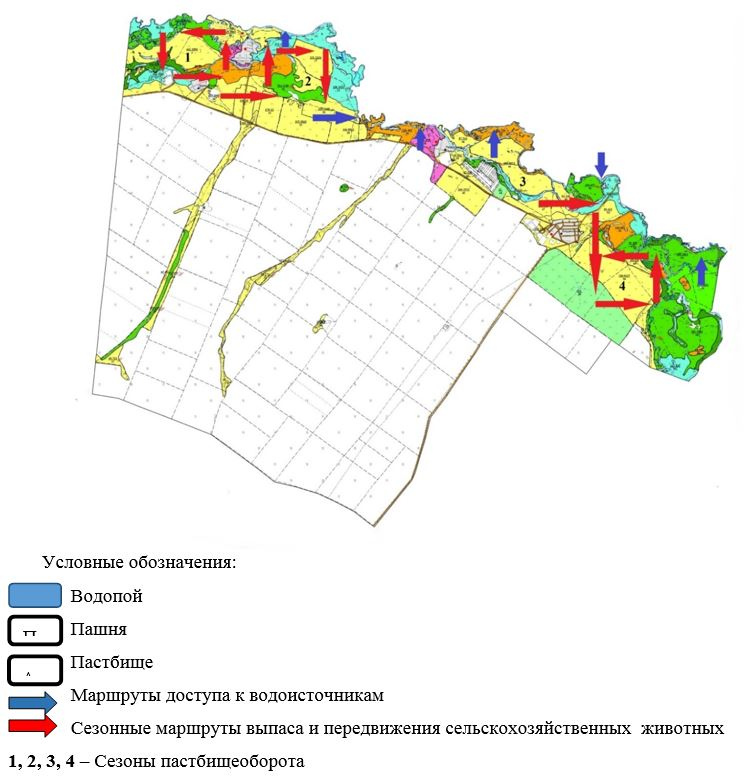 1
2
3
4
Условные обозначения:
Водопой
Пашня
Пастбище
Маршруты доступа к водоисточникам
Сезонные маршруты выпаса и передвижения сельскохозяйственных животных
1, 2, 3, 4 – Сезоны пастбищеоборота